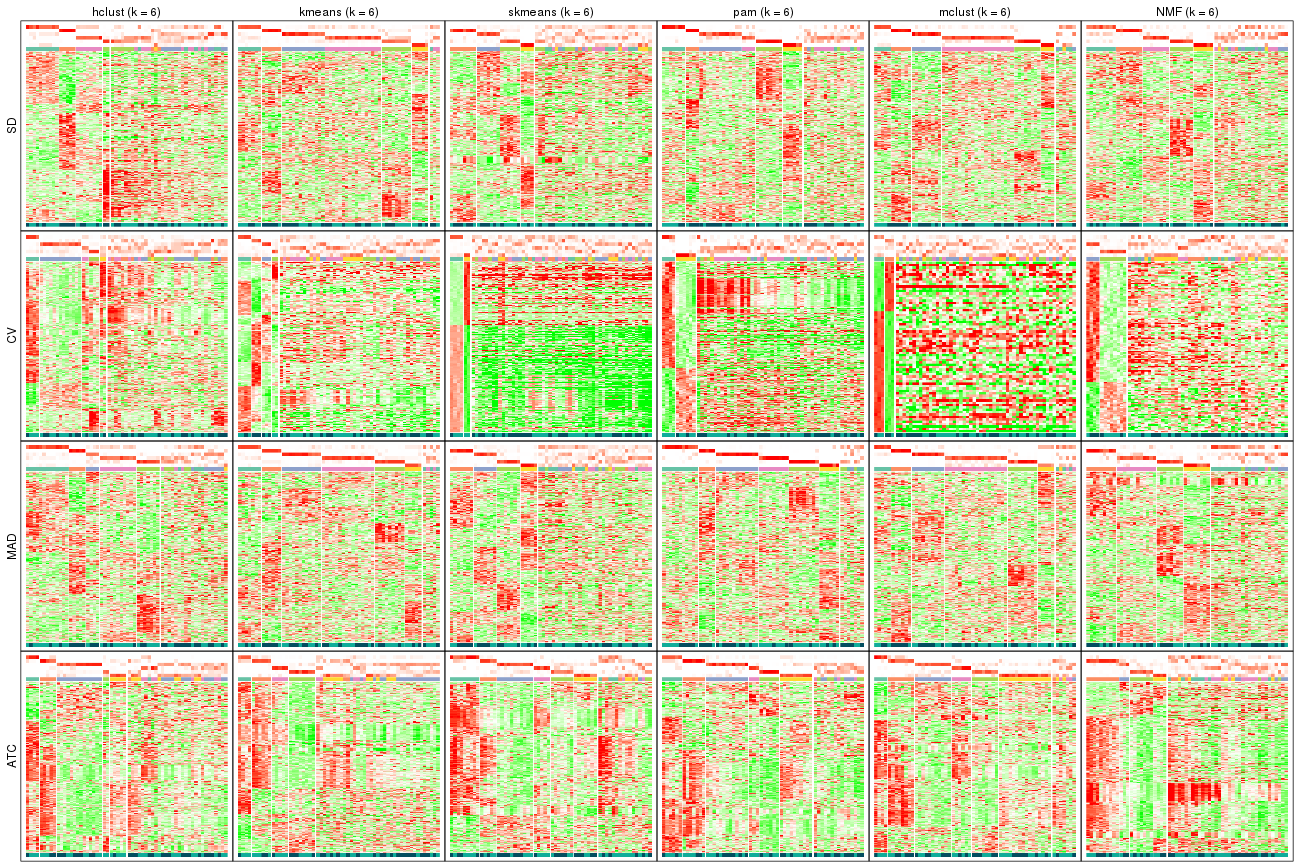 hclust (k = 6) kmeans (k = 6) skmeans (k = 6) pam (k = 6) mclust (k = 6) NMF (k = 6)
SD
CV
MAD
ATC